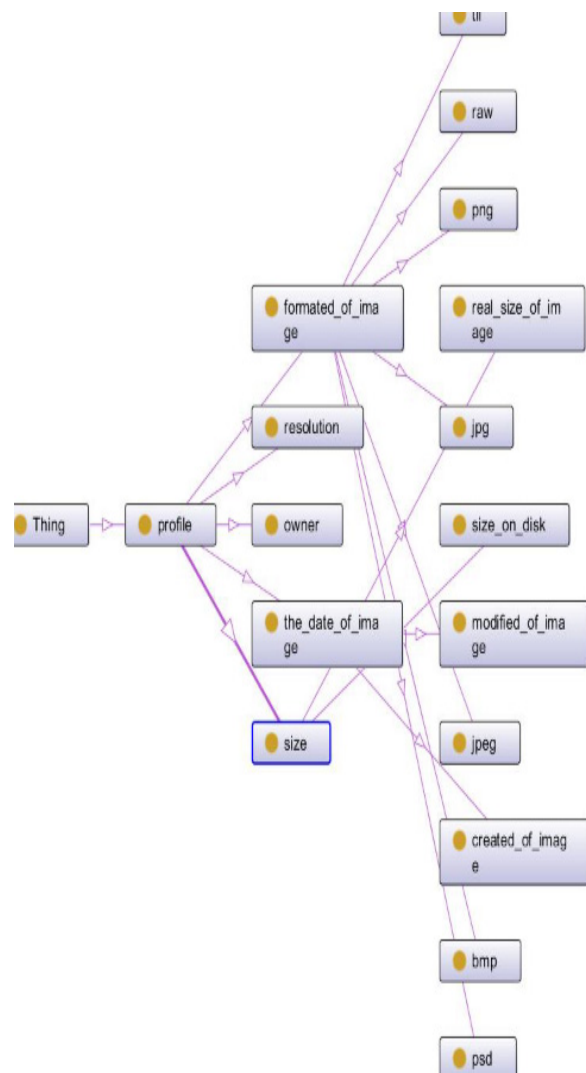 raw
png
formated_of_ima
ge
real_size_of_im
age
resolution
jpg
Thing
profile
owner
size_on_disk
the_date_of_ima
ge
modified_of_ima
ge
size
jpeg
created_of_imag
e
bmp
psd